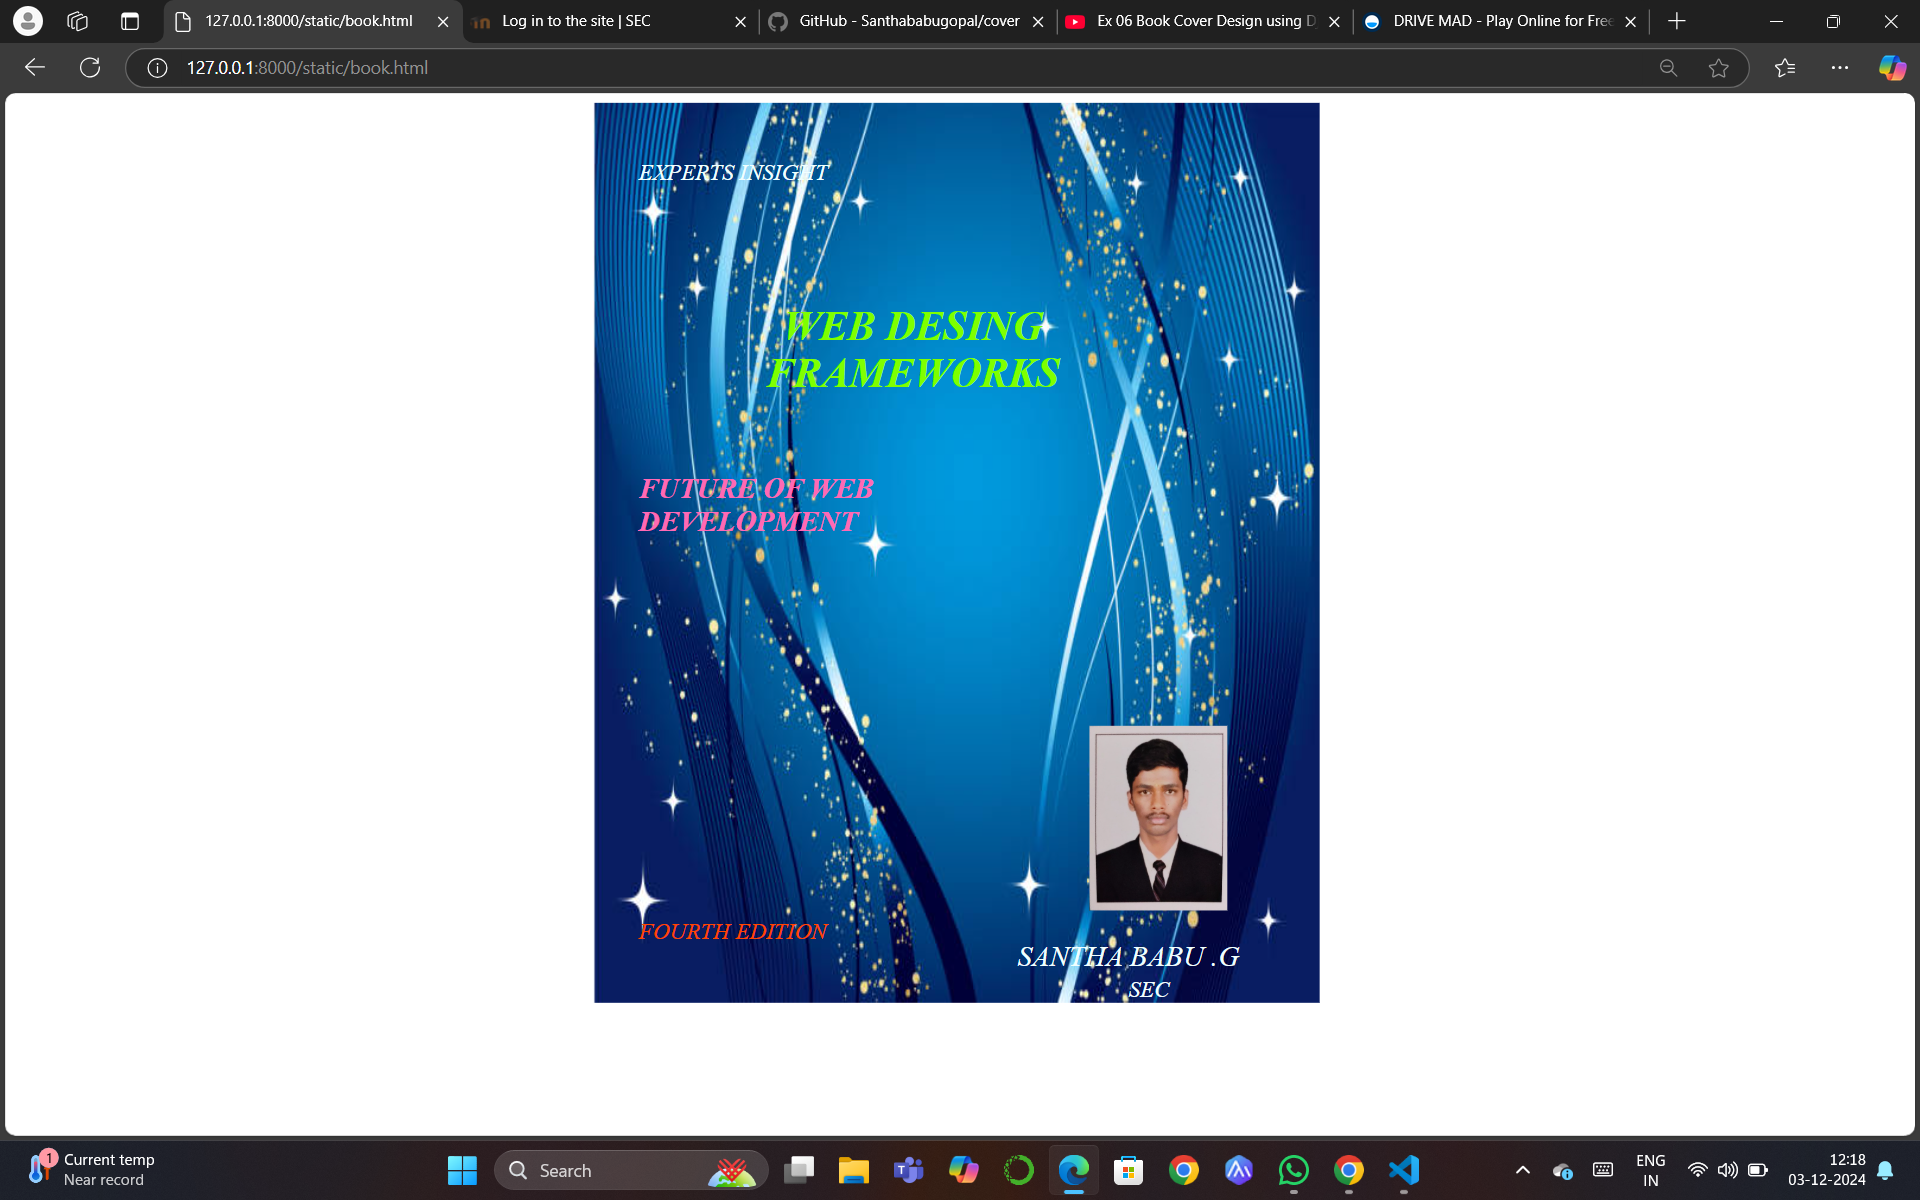 127.0.0.1:8000/static/book.html
Log in to the site | SEC
GitHub - Santhababugopal/cover
Ex 06 Book Cover Design using D
DRIVE MAD - Play Online for Free
127.0.0.1:8000/static/book.html
EXPERTS INSIGHT
WEB DESING
FRAMEWORKS
FUTURE OF WEB
DEVELOPMENT
FOURTH EDITION
SANTHA BABU .G
SEC
1
Current temp
Near record
Search
ENG
IN
12:18
03-12-2024